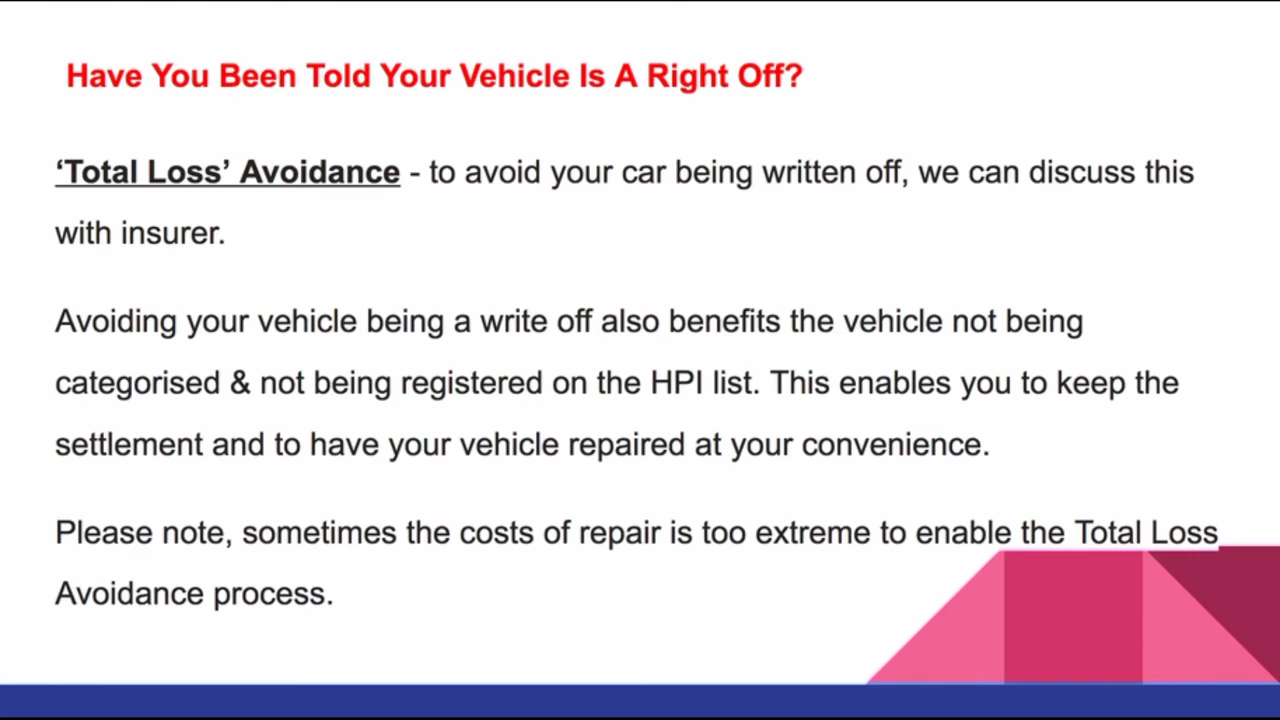 Have You Been Told Your Vehicle Is A Right Off?
‘Total Loss’ Avoidance - to avoid your car being written off, we can discuss this
with insurer.
Avoiding your vehicle being a write off also benefits the vehicle not being
categorised & not being registered on the HPI list. This enables you to keep the
settlement and to have your vehicle repaired at your convenience.
Please note, sometimes the costs of repair is too extreme to enable the Total Loss
Avoidance process.